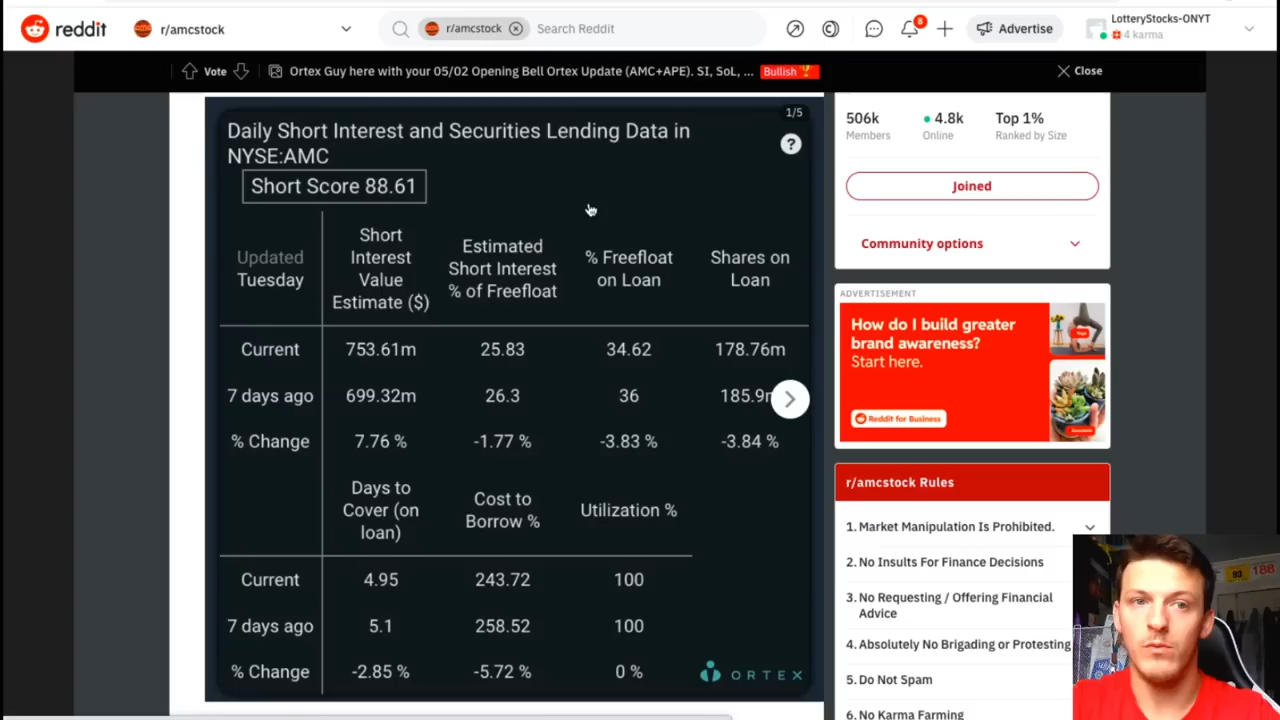 reddit
r/amcstock
r/amcstock
Search Reddit
8
Advertise
LotteryStocks-ONYT
4 karma
Vote
Ortex Guy here with your 05/02 Opening Bell Ortex Update (AMC+APE). SI, SoL, ...
Bullish
Close
1/5
Daily Short Interest and Securities Lending Data in
NYSE:AMC
?
Short Score 88.61
Updated
Tuesday
Short
Interest
Value
Estimate ($)
Estimated
Short Interest
% of Freefloat
% Freefloat
on Loan
Shares on
Loan
Current 753.61m 25.83 34.62 178.76m
7 days ago 699.32m 26.3 36 185.9
% Change 7.76 % -1.77 % -3.83 % -3.84 %
Days to
Cover (on
loan)
Cost to
Borrow %
Utilization %
Current 4.95 243.72 100
7 days ago 5.1 258.52 100
% Change -2.85 % -5.72 % 0 %
ORTEX
506k
Members
4.8k
Online
Top 1%
Ranked by Size
Joined
Community options
ADVERTISEMENT
How do I build greater
brand awareness?
Start here.
Reddit for Business
r/amcstock Rules
1. Market Manipulation Is Prohibited.
2. No Insults For Finance Decisions
3. No Requesting / Offering Financial
Advice
4. Absolutely No Brigading or Protesting
5. Do Not Spam
6. No Karma Farming
93
188